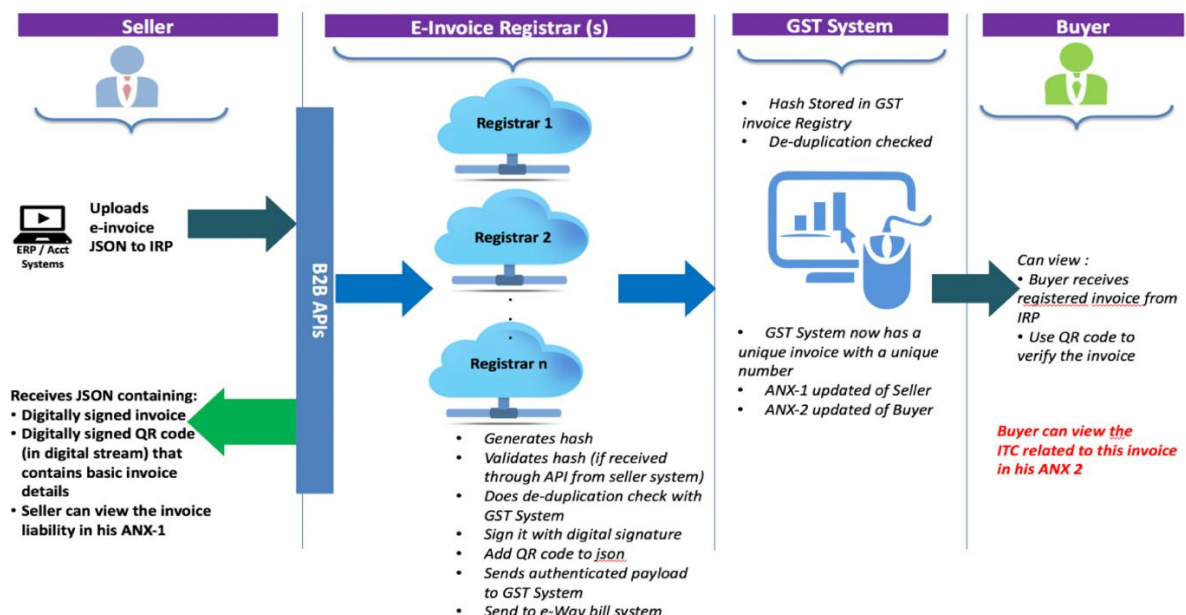 Seller
E-Invoice Registrar (s)
GST System
Buyer
ERP / Acct
Systems
Uploads
e-invoice
JSON to IRP
Receives JSON containing:
• Digitally signed invoice
• Digitally signed QR code
(in digital stream) that
contains basic invoice
details
• Seller can view the invoice
liability in his ANX-1
B2B APIs
Registrar 1
Registrar 2
Registrar n
• Generates hash
• Validates hash (if received
through API from seller system)
• Does de-duplication check with
GST System
• Sign it with digital signature
• Add QR code to json
• Sends authenticated payload
to GST System
• Send to e-Way bill system
• Hash Stored in GST
invoice Registry
• De-duplication checked
• GST System now has a
unique invoice with a unique
number
• ANX-1 updated of Seller
• ANX-2 updated of Buyer
Can view :
• Buyer receives
registered invoice from
IRP
• Use QR code to
verify the invoice
Buyer can view the
ITC related to this invoice
in his ANX 2